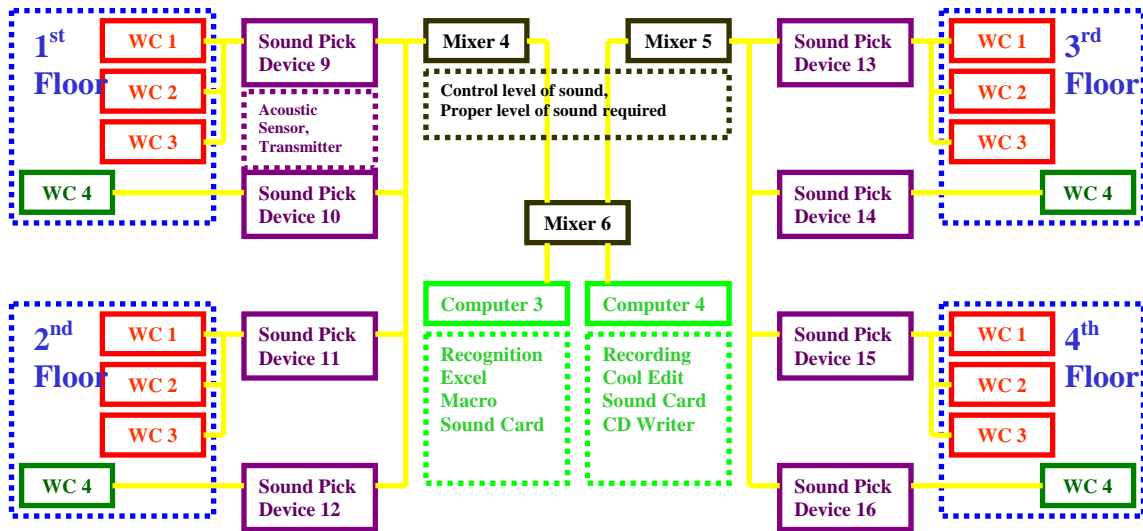 1st
Floor
WC 1
WC 2
WC 3
WC 4
Sound Pick
Device 9
Acoustic
Sensor,
Transmitter
Sound Pick
Device 10
Mixer 4
Mixer 5
Control level of sound,
Proper level of sound required
Mixer 6
Sound Pick
Device 13
Sound Pick
Device 14
3rd
Floor
WC 1
WC 2
WC 3
WC 4
2nd
Floor
WC 1
WC 2
WC 3
WC 4
Sound Pick
Device 11
Sound Pick
Device 12
Computer 3
Recognition
Excel
Macro
Sound Card
Computer 4
Recording
Cool Edit
Sound Card
CD Writer
Sound Pick
Device 15
Sound Pick
Device 16
4th
Floor
WC 1
WC 2
WC 3
WC 4